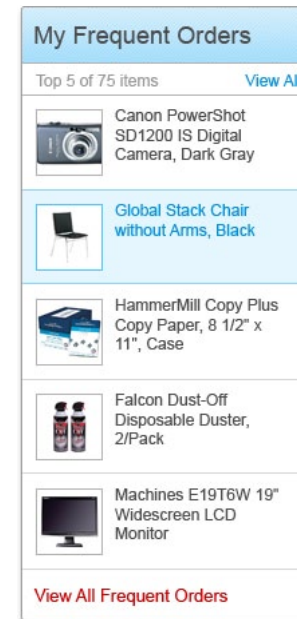 My Frequent Orders
Top 5 of 75 items
View All
Canon PowerShot
SD1200 IS Digital
Camera, Dark Gray
Global Stack Chair
without Arms, Black
HammerMill Copy Plus
Copy Paper, 8 1/2" x
11", Case
Falcon Dust-Off
Disposable Duster,
2/Pack
Machines E19T6W 19"
Widescreen LCD
Monitor
View All Frequent Orders